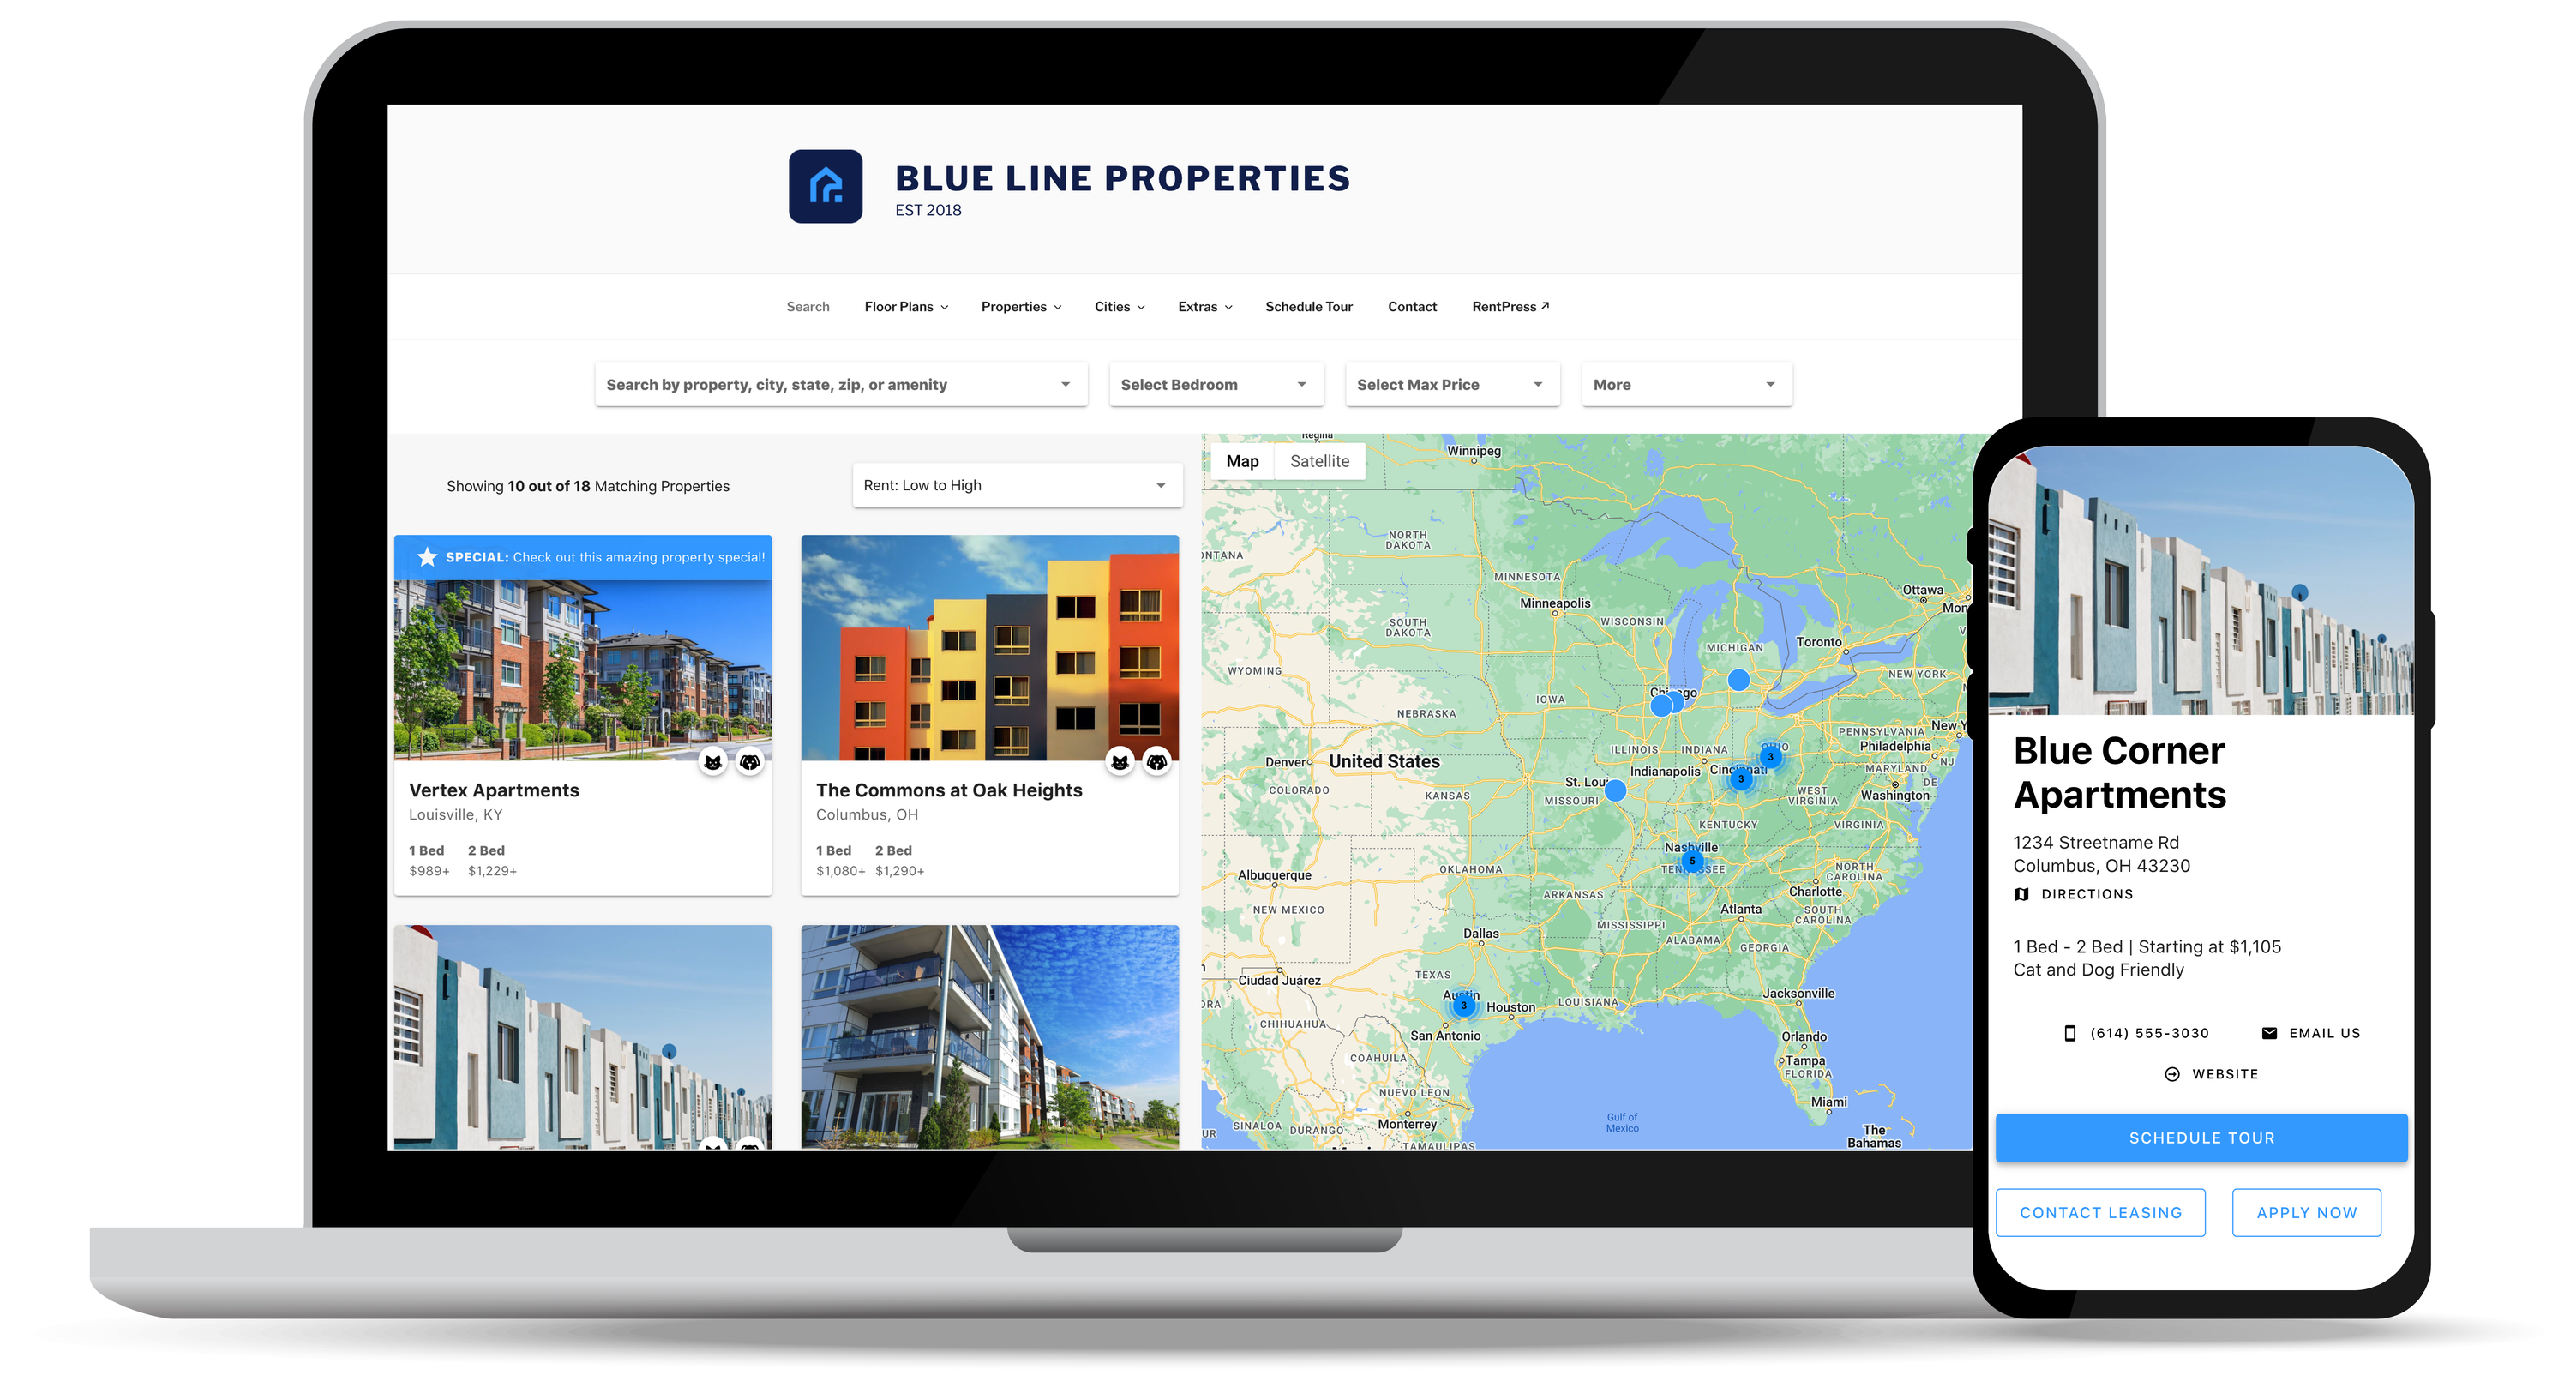 BLUE LINE PROPERTIES
EST 2018
Search Floor Plans Properties Cities Extras Schedule Tour Contact RentPress
Search by property, city, state, zip, or amenity
Select Bedroom
Select Max Price
More
Showing 10 out of 18 Matching Properties
Rent: Low to High
SPECIAL: Check out this amazing property special!
Vertex Apartments
Louisville, KY
1 Bed 2 Bed
$989+ $1,229+
The Commons at Oak Heights
Columbus, OH
1 Bed 2 Bed
$1,080+ $1,290+
Map Satellite
Regina
Winnipeg
ONTANA
NORTH
DAKOTA
MINNESOTA
Minneapolis
SOUTH
DAKOTA
WISCONSIN
Ottawa
Mon
MICHIGAN
Toronto
WYOMING
NEW YORK
Chicago
IOWA
NEBRASKA
New Y
PENNSYLVANIA
Philadelphia
ILLINOIS
INDIANA
OHIO
3
United States
Denver
Indianapolis
Cincinnati
3
MARYLAND
NJ
DE
St. Loui
COLORADO
KANSAS
MISSOURI
WEST
VIRGINIA
Washington
KENTUCKY
VIRGINIA
Nashville
5
TENNESSEE
Albuquerque
OKLAHOMA
NORTH
CAROLINA
ARKANSAS
Charlotte
NEW MEXICO
Atlanta
SOUTH
CAROLINA
MISSISSIPPI
Dallas
ALABAMA
GEORGIA
TEXAS
Ciudad Juárez
Austin
3
Houston
LOUISIANA
Jacksonville
CHIHUAHUA
San Antonio
Orlando
COAHUILA
Tampa
FLORIDA
NUEVO LEON
Miami
Gulf of
Mexico
SINALOA
DURANGO
Monterrey
TAMAULIPAS
The
Bahamas
Blue Corner
Apartments
1234 Streetname Rd
Columbus, OH 43230
DIRECTIONS
1 Bed - 2 Bed | Starting at $1,105
Cat and Dog Friendly
(614) 555-3030
EMAIL US
WEBSITE
SCHEDULE TOUR
CONTACT LEASING
APPLY NOW